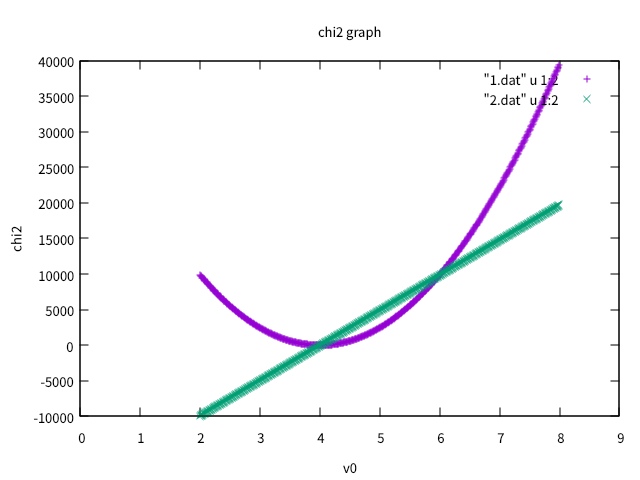 chi2 graph
40000
35000
30000
25000
20000
15000
10000
5000
0
-5000
-10000
chi2
"1.dat" u 1:2
"2.dat" u 1:2
0 1 2 3 4 5 6 7 8 9
v0